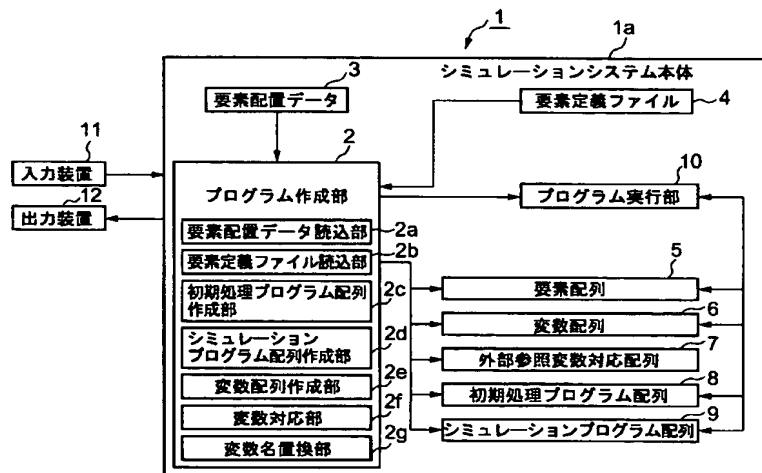 1
1a
シミュレーションシステム本体
3
要素配置データ
要素定義ファイル
4
11
入力装置
12
出力装置
2
プログラム作成部
10
プログラム実行部
要素配置データ読込部
2a
要素定義ファイル読込部
2b
初期処理プログラム配列
作成部
2c
シミュレーション
プログラム配列作成部
2d
変数配列作成部
2e
変数対応部
2f
変数名置換部
2g
5
要素配列
6
変数配列
7
外部参照変数対応配列
8
初期処理プログラム配列
9
シミュレーションプログラム配列